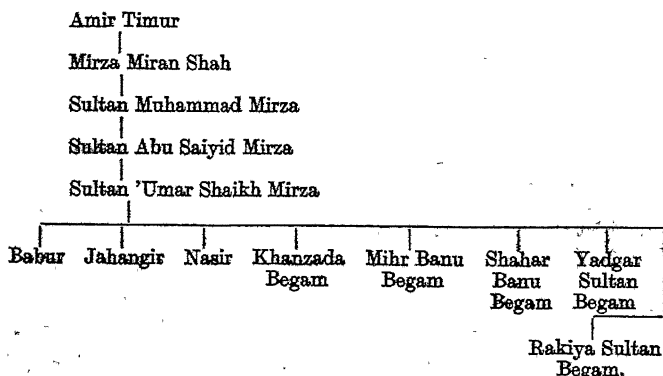 Amir Timur
Mirza Miran Shah
Sultan Muhammad Mirza
Sultan Abu Saiyid Mirza
Sultan 'Umar Shaikh Mirza
Babur Jahangir Nasir Khanzada Mihr Banu Shahar Yadgar
Begam Begam Banu Sultan
Begam Begam
Rakiya Sultan
Begam.